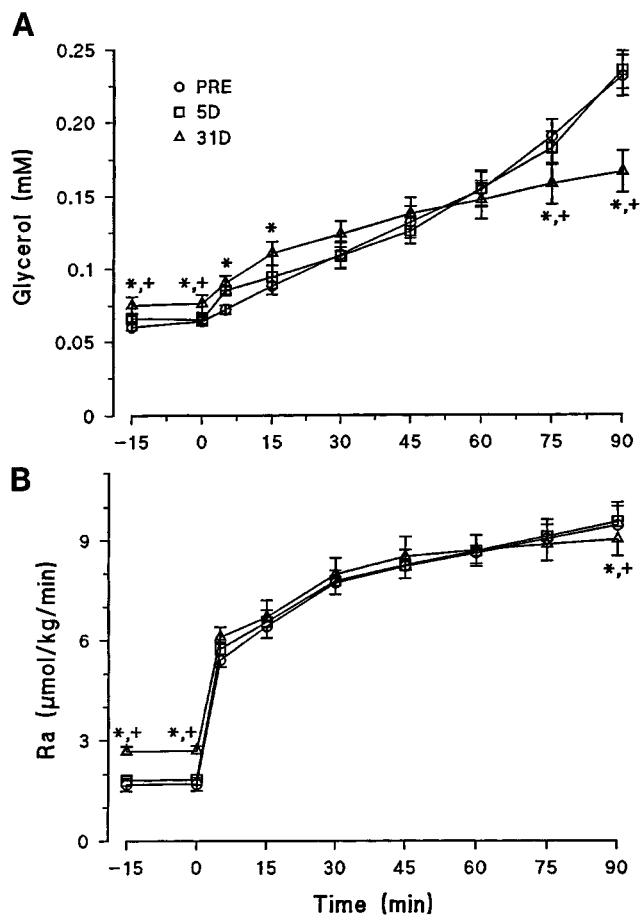 A
0.25
0.20
0.15
0.1
0.05
0
Glycerol (mM)
PRE
5D
31D
*,+ *,+ * * *,+ *,+
-15 0 5 15 30 45 60 75 90
B
9
6
3
0
Ra (μmol/kg/min)
*,+ *,+ *,+
-15 0 15 30 45 60 75 90
Time (min)